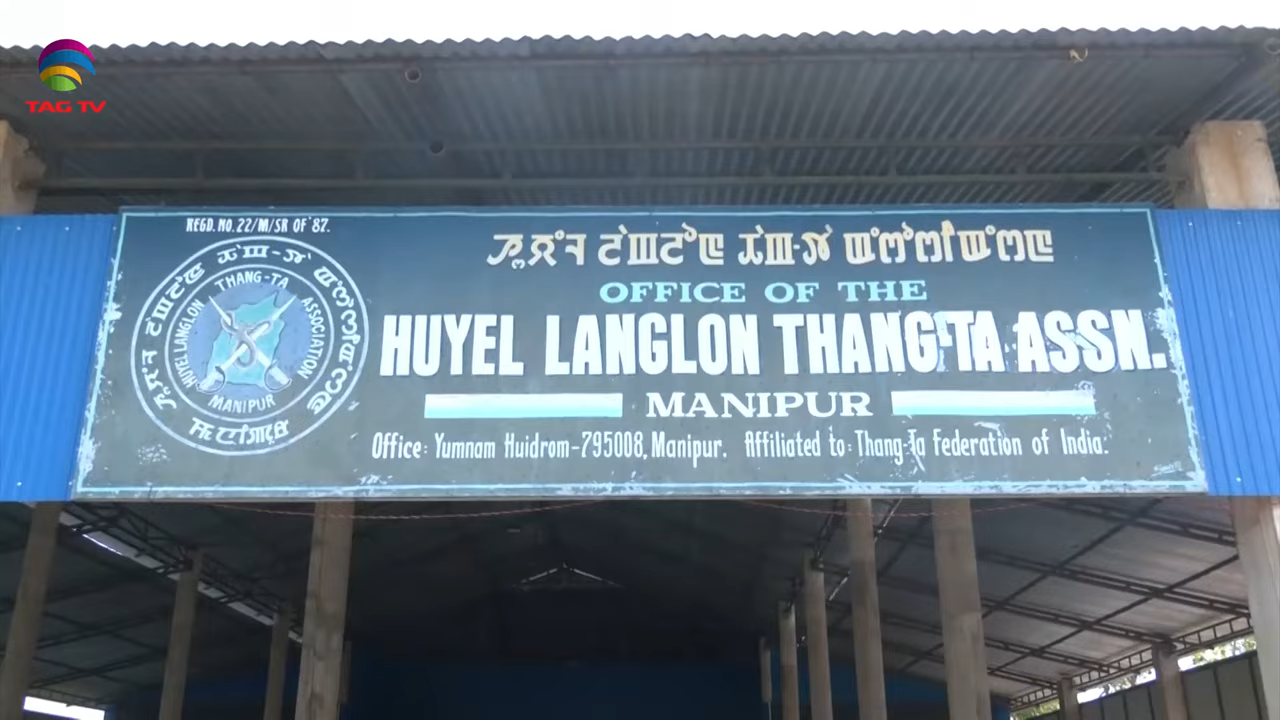 TAG TV
REGD. NO. 22/M/SR OF '87.
HUYEL LANGLON THANG-TA ASSOCIATION
MANIPUR
OFFICE OF THE
HUYEL LANGLON THANG-TA ASSN.
MANIPUR
Office: Yumnam Huidrom-795008, Manipur. Affiliated to: Thang-Ta Federation of India.